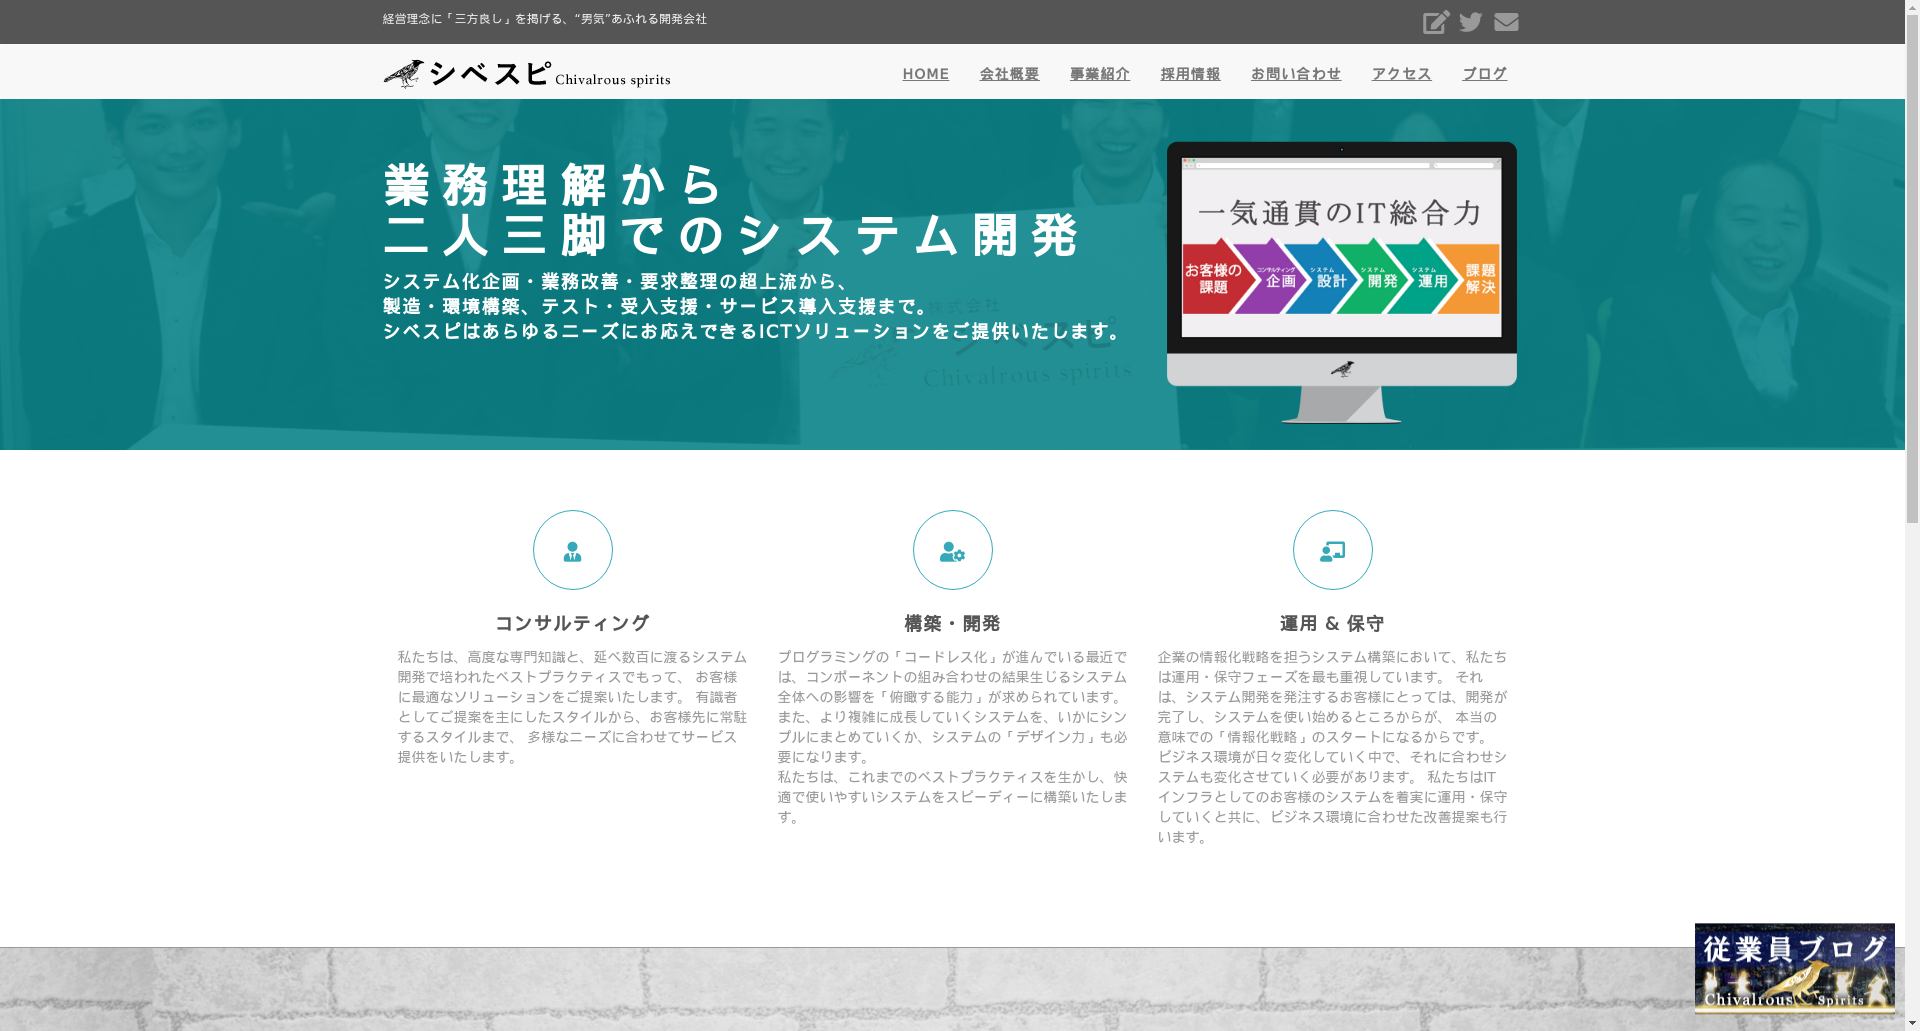 経営理念に「三方良し」を掲げる、“男気”あふれる開発会社
シベスピ Chivalrous spirits
HOME 会社概要 事業紹介 採用情報 お問い合わせ アクセス ブログ
業務理解から
二人三脚でのシステム開発
システム化企画・業務改善・要求整理の超上流から、
製造・環境構築、テスト・受入支援・サービス導入支援まで。
シベスピはあらゆるニーズにお応えできるICTソリューションをご提供いたします。
株式会社
シベスピ
Chivalrous spirits
一気通貫のIT総合力
お客様の課題
コンサルティング企画
システム設計
システム開発
システム運用
課題解決
コンサルティング
私たちは、高度な専門知識と、延べ数百に渡るシステム
開発で培われたベストプラクティスでもって、 お客様
に最適なソリューションをご提案いたします。 有識者
としてご提案を主にしたスタイルから、お客様先に常駐
するスタイルまで、 多様なニーズに合わせてサービス
提供をいたします。
構築・開発
プログラミングの「コードレス化」が進んでいる最近で
は、コンポーネントの組み合わせの結果生じるシステム
全体への影響を「俯瞰する能力」が求められています。
また、より複雑に成長していくシステムを、いかにシン
プルにまとめていくか、システムの「デザイン力」も必
要になります。
私たちは、これまでのベストプラクティスを生かし、快
適で使いやすいシステムをスピーディーに構築いたしま
す。
運用 & 保守
企業の情報化戦略を担うシステム構築において、私たち
は運用・保守フェーズを最も重視しています。 それ
は、システム開発を発注するお客様にとっては、開発が
完了し、システムを使い始めるところからが、 本当の
意味での「情報化戦略」のスタートになるからです。
ビジネス環境が日々変化していく中で、それに合わせシ
ステムも変化させていく必要があります。 私たちはIT
インフラとしてのお客様のシステムを着実に運用・保守
していくと共に、ビジネス環境に合わせた改善提案も行
います。
従業員ブログ
Chivalrous Spirits